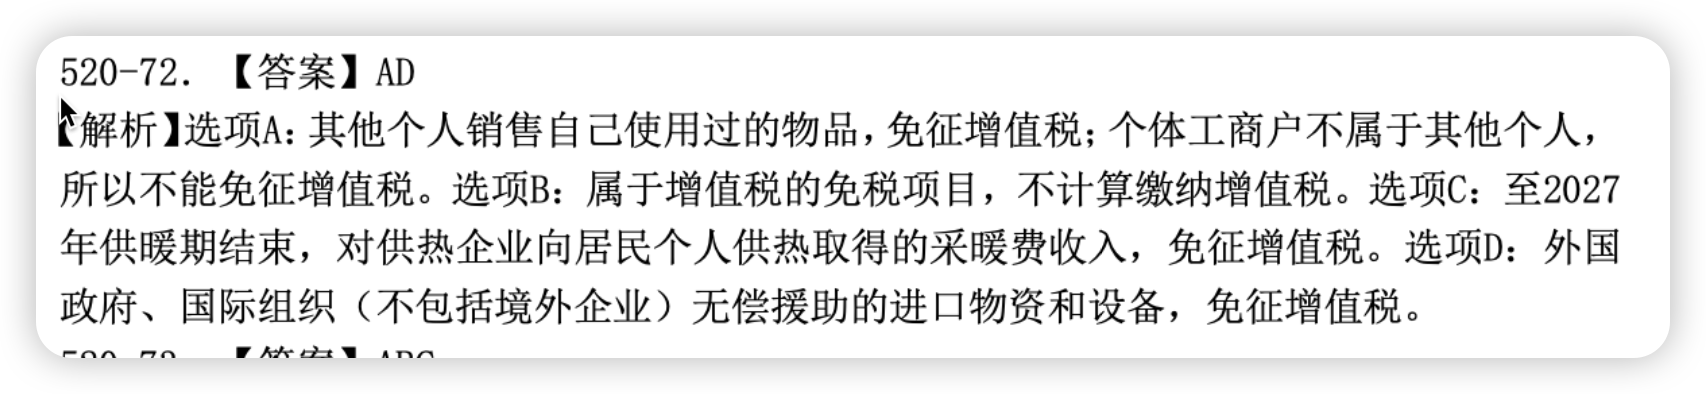 520-72. 【答案】AD
【解析】选项A:其他个人销售自己使用过的物品,免征增值税;个体工商户不属于其他个人,
所以不能免征增值税。选项B:属于增值税的免税项目,不计算缴纳增值税。选项C:至2027
年供暖期结束,对供热企业向居民个人供热取得的采暖费收入,免征增值税。选项D:外国
政府、国际组织（不包括境外企业）无偿援助的进口物资和设备,免征增值税。
520-73. 【答案】ABC